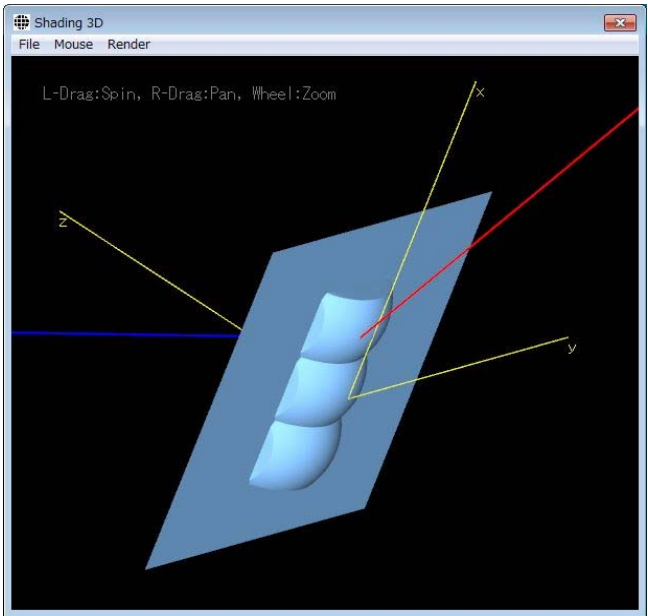 Shading 3D
File Mouse Render
L-Drag:Spin, R-Drag:Pan, Wheel:Zoom
x
z
y